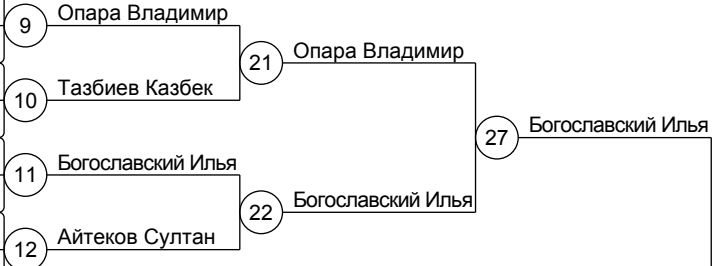 9 Опара Владимир
21 Опара Владимир
10 Тазбиев Казбек
27 Богославский Илья
11 Богославский Илья
22 Богославский Илья
12 Айтеков Султан